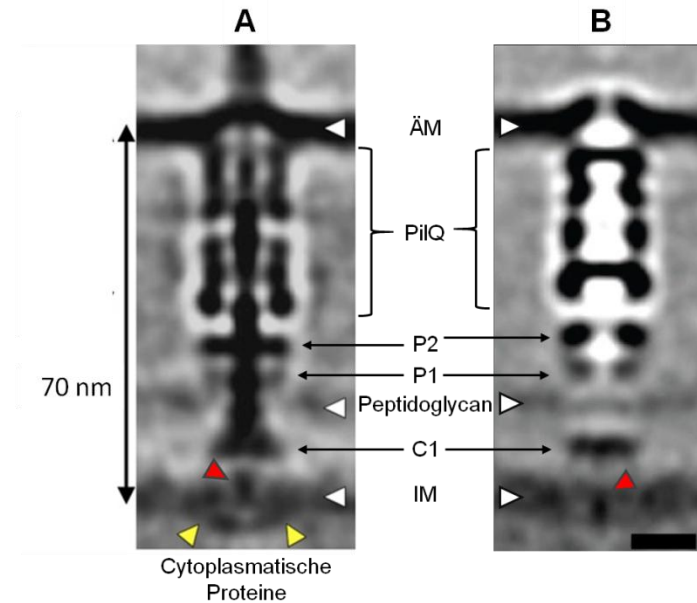 A
B
ÄM
PilQ
P2
P1
70 nm
Peptidoglycan
C1
IM
Cytoplasmatische
Proteine